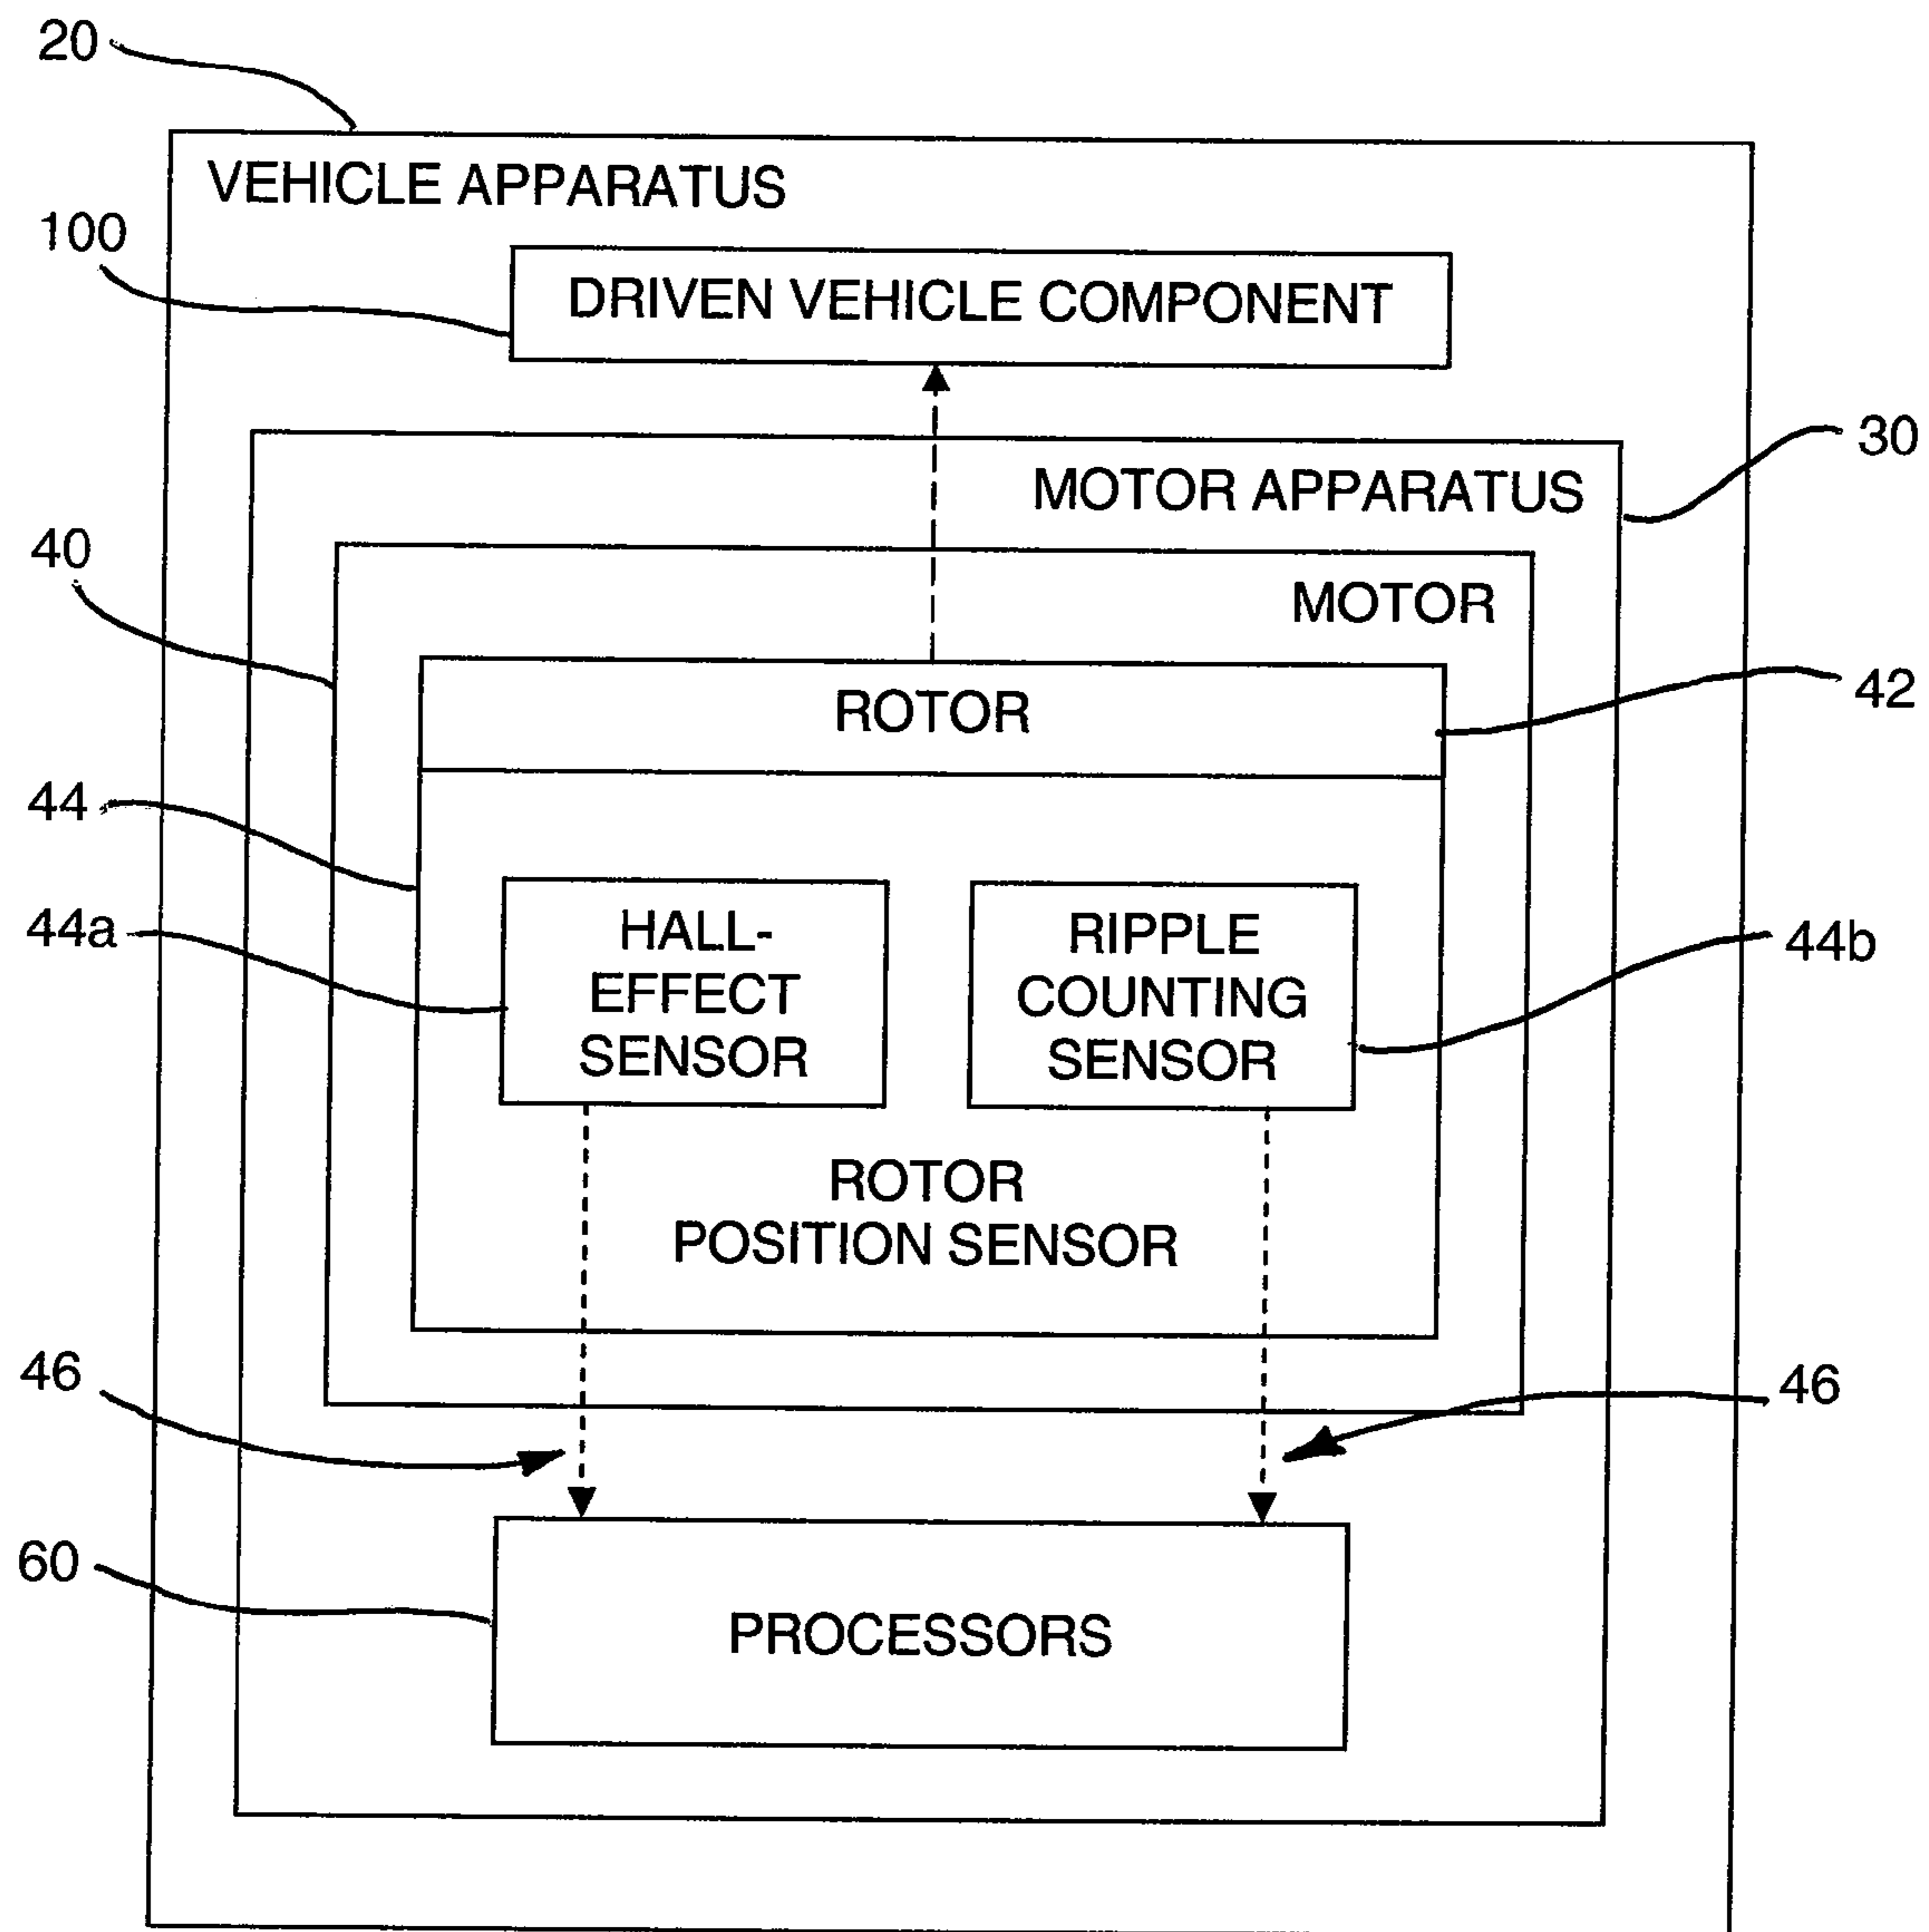 20
VEHICLE APPARATUS
100
DRIVEN VEHICLE COMPONENT
30
MOTOR APPARATUS
40
MOTOR
42
ROTOR
44
44a
HALL-
EFFECT
SENSOR
RIPPLE
COUNTING
SENSOR
44b
ROTOR
POSITION SENSOR
46
46
60
PROCESSORS